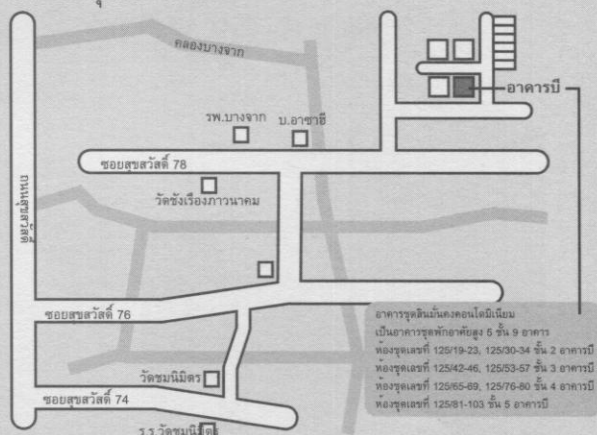 คลองบางจาก
อาคารบี
รพ.บางจาก
บ.อาซาฮี
ซอยสุขสวัสดิ์ 78
ถนนสุขสวัสดิ์
วัดชังเรืองภาวนาคม
ซอยสุขสวัสดิ์ 76
อาคารชุดสินมั่นคงคอนโดมิเนียม
เป็นอาคารชุดพักอาศัยสูง 5 ชั้น 9 อาคาร
ห้องชุดเลขที่ 125/19-23, 125/30-34 ชั้น 2 อาคารบี
ห้องชุดเลขที่ 125/42-46, 125/53-57 ชั้น 3 อาคารบี
ห้องชุดเลขที่ 125/65-69, 125/76-80 ชั้น 4 อาคารบี
ห้องชุดเลขที่ 125/81-103 ชั้น 5 อาคารบี
วัดชมนิมิตร
ซอยสุขสวัสดิ์ 74
ร.ร.วัดชมนิมิตร